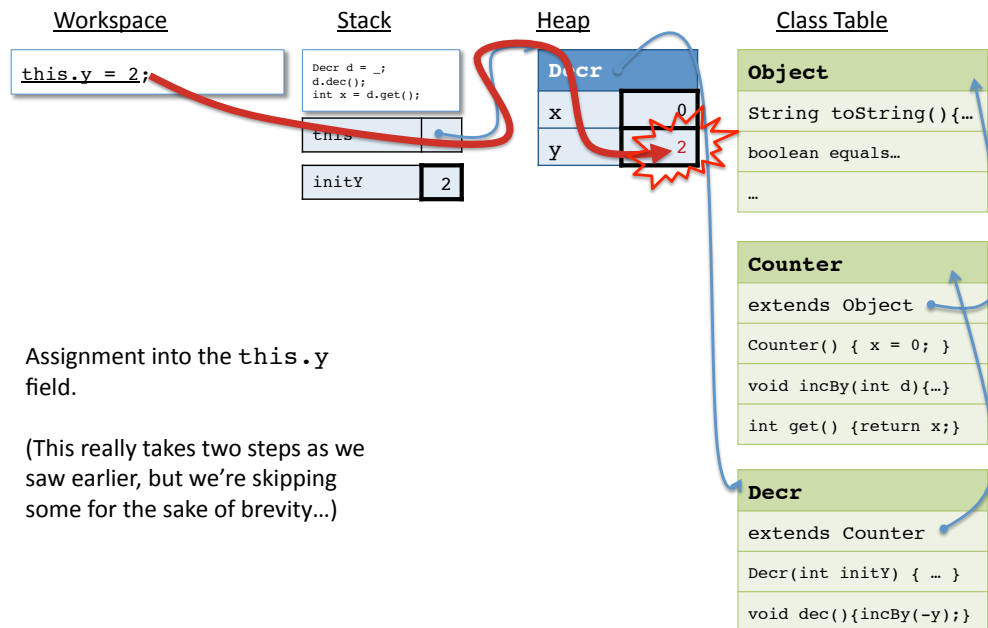 Workspace
Stack
Heap
Class Table
this.y = 2;
Decr d = _;
d.dec();
int x = d.get();
this
initY 2
Decr
x 0
y 2
Object
String toString(){…
boolean equals…
…
Counter
extends Object
Counter() { x = 0; }
void incBy(int d){…}
int get() {return x;}
Decr
extends Counter
Decr(int initY) { … }
void dec(){incBy(-y);}
Assignment into the this.y
field.
(This really takes two steps as we
saw earlier, but we’re skipping
some for the sake of brevity…)